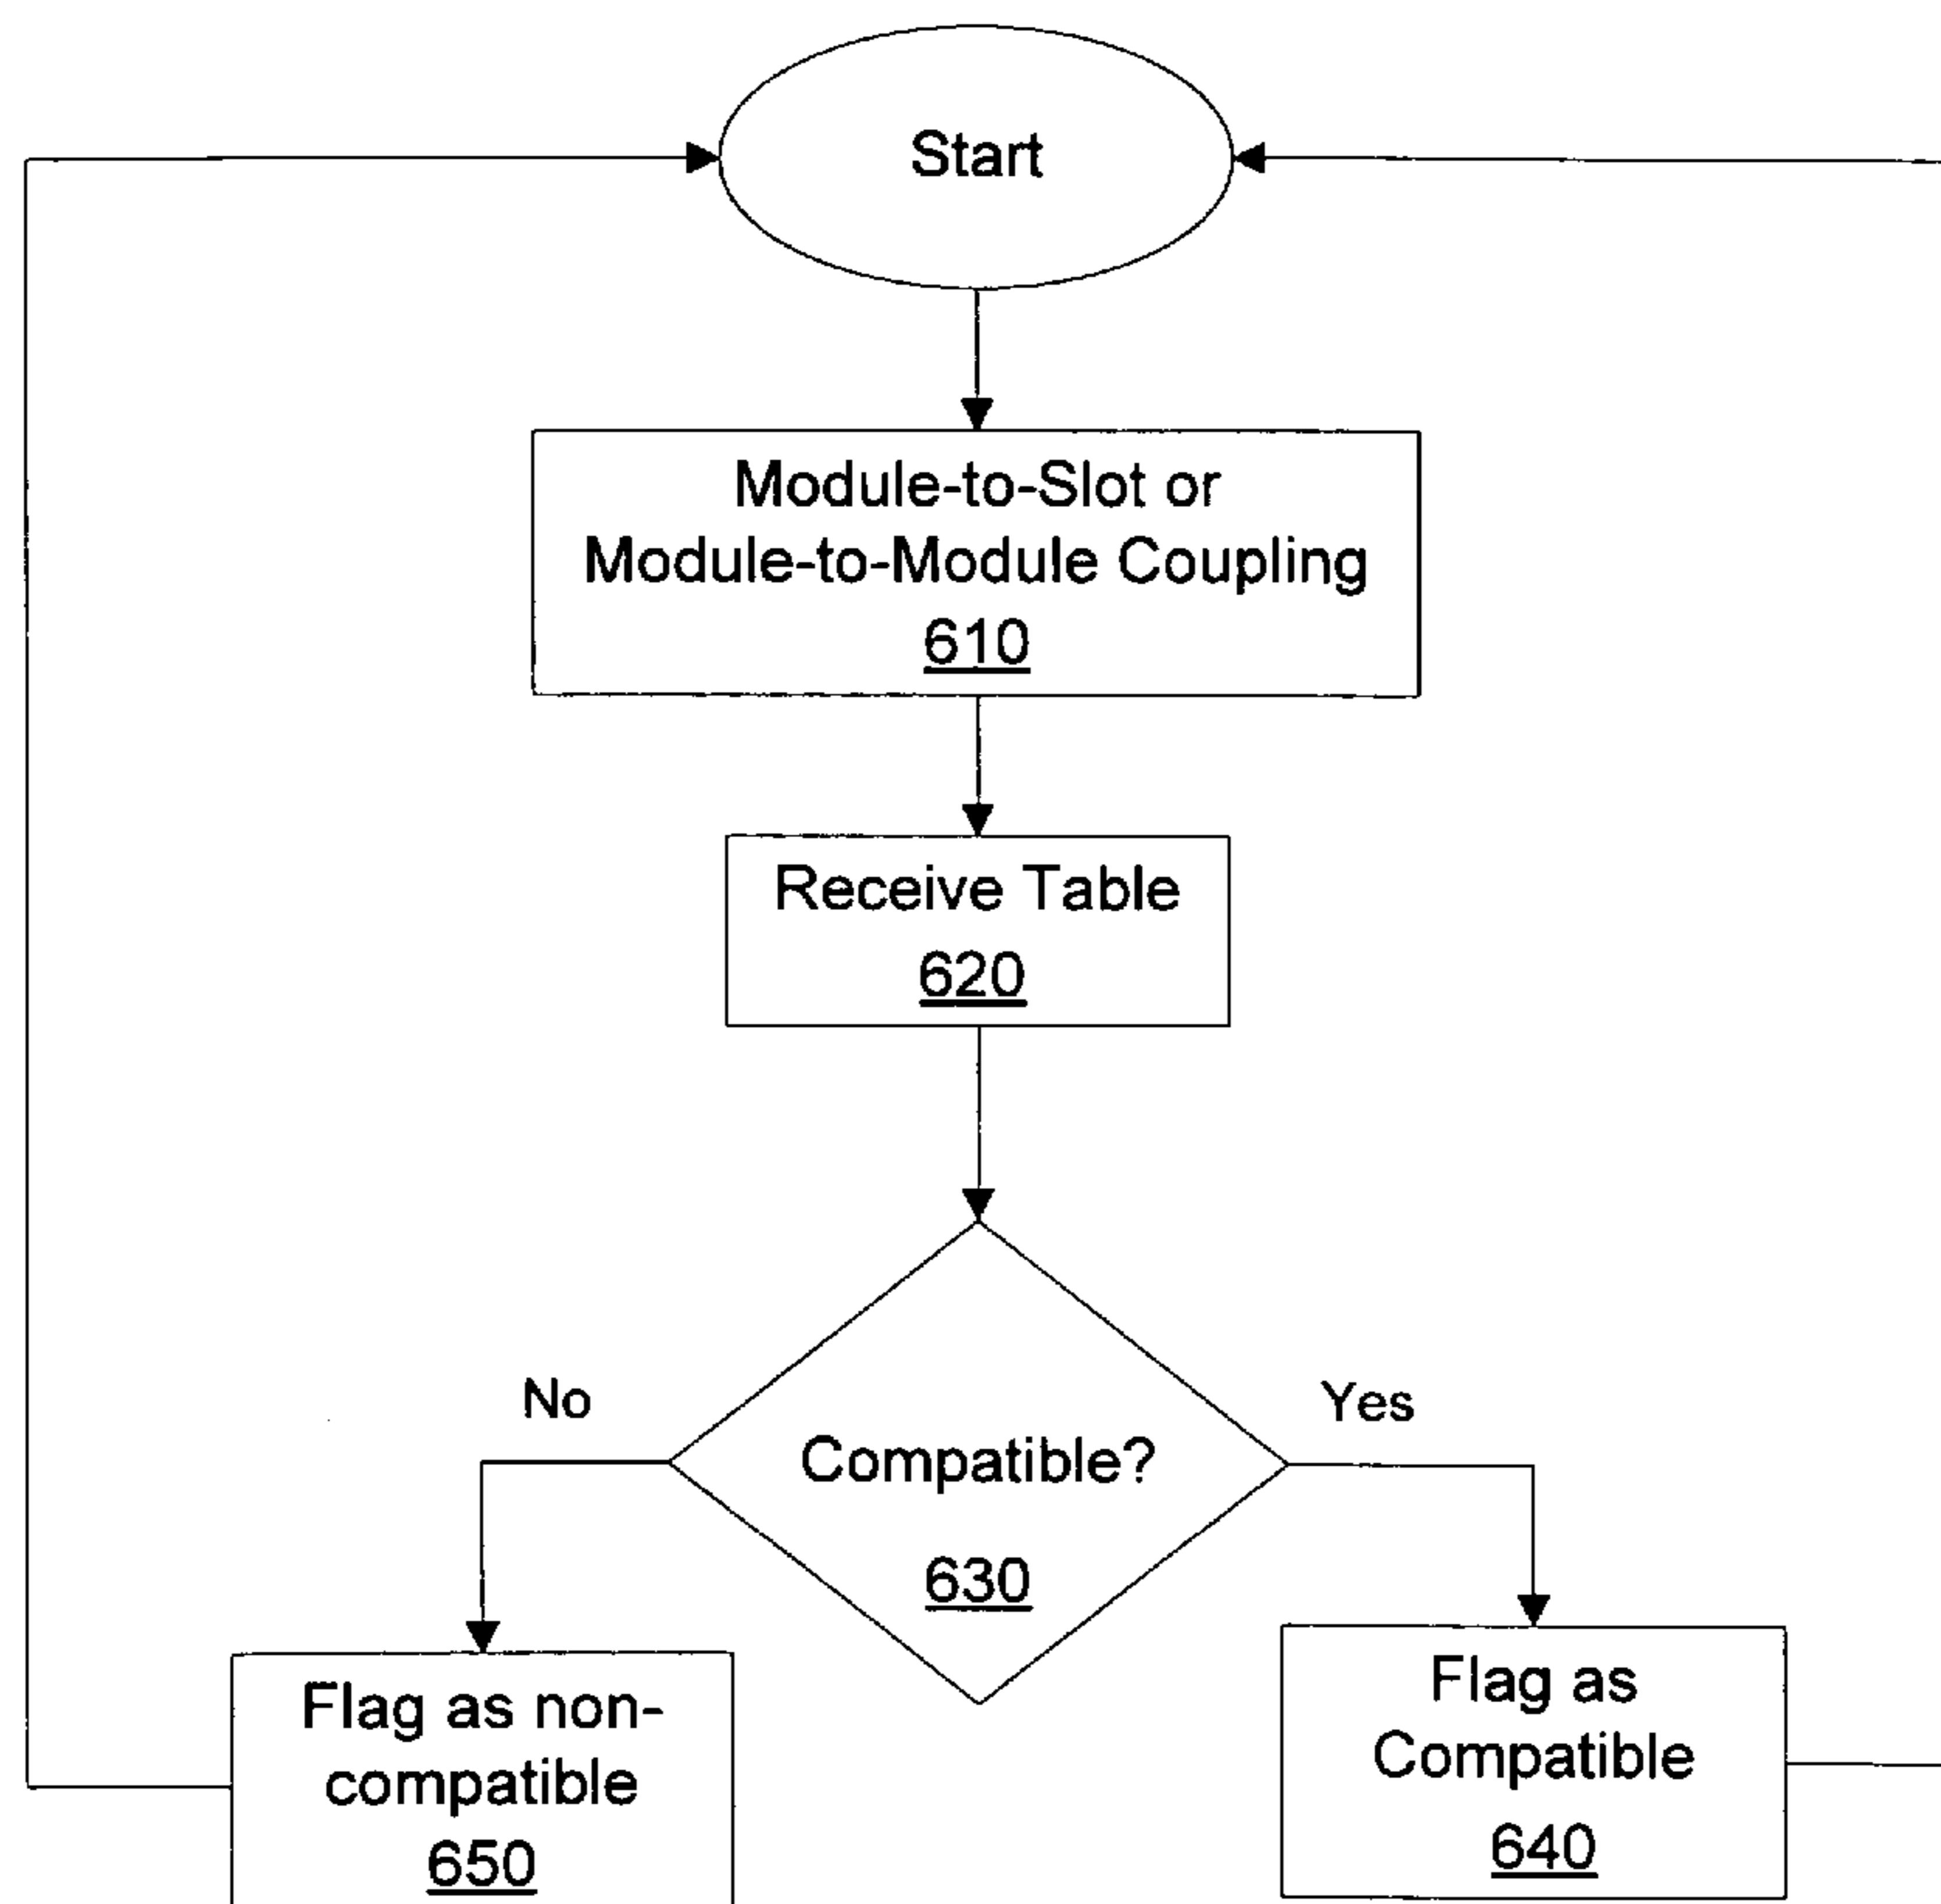 Start
Module-to-Slot or
Module-to-Module Coupling
610
Receive Table
620
No
Yes
Compatible?
630
Flag as non-
compatible
650
Flag as
Compatible
640